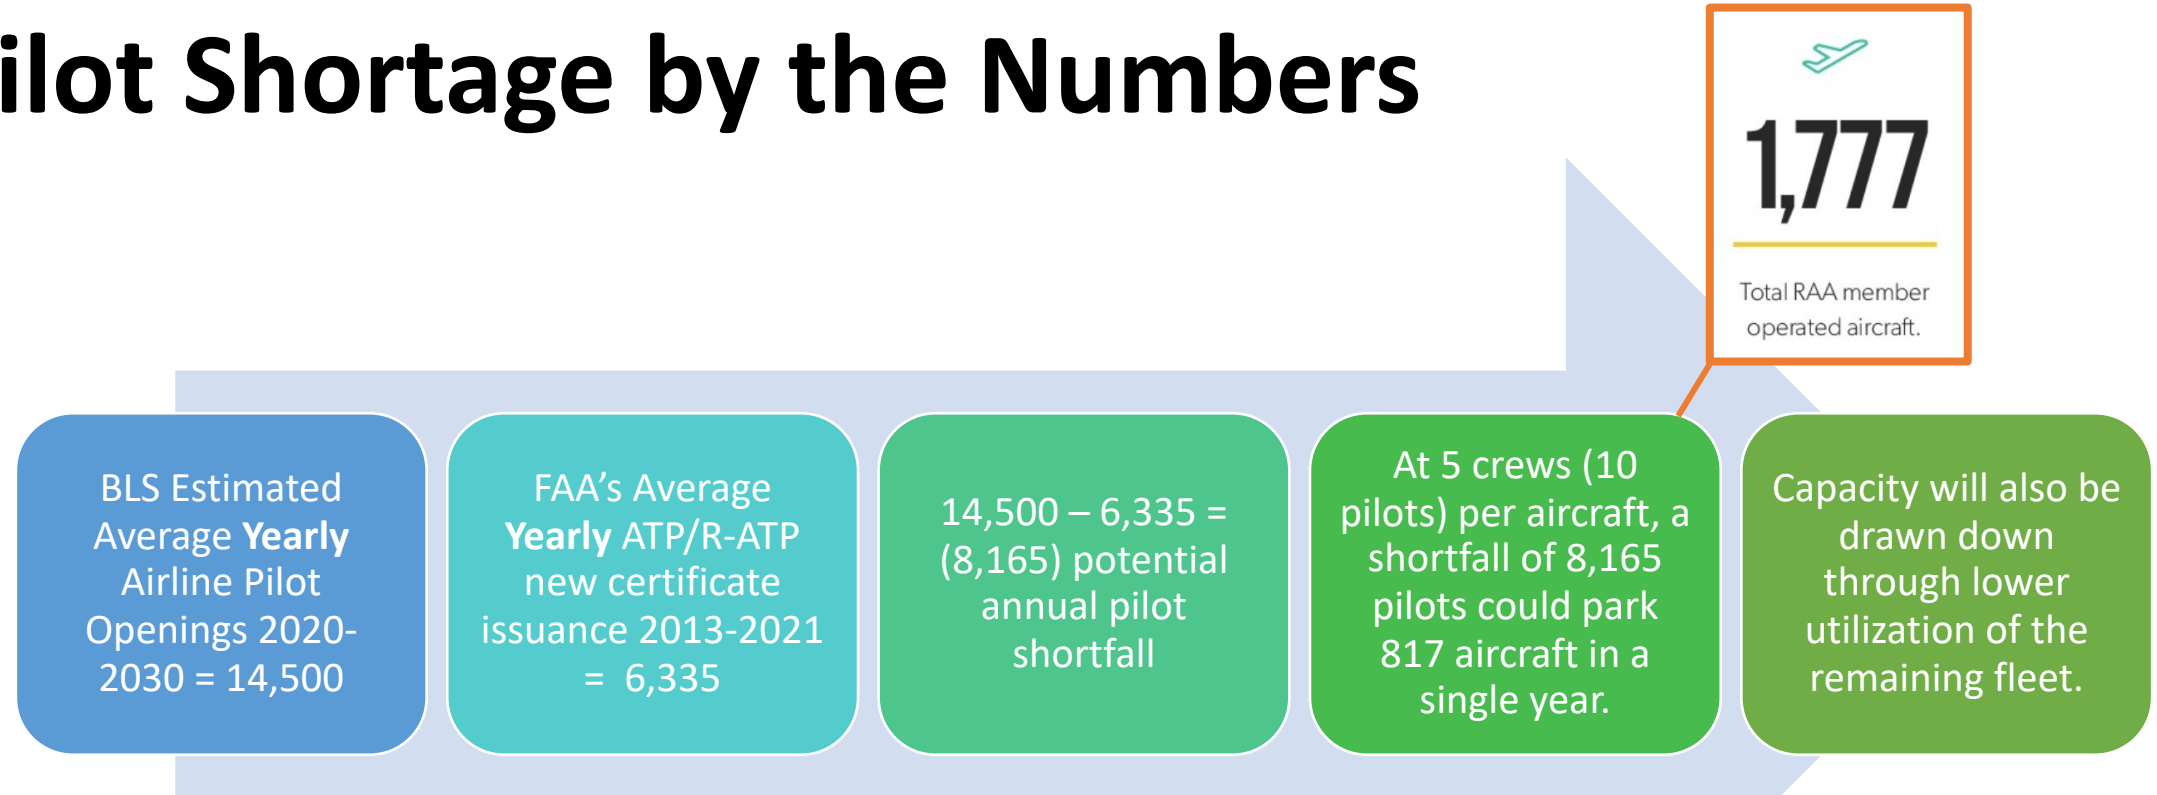 ilot Shortage by the Numbers
1,777
Total RAA member
operated aircraft.
BLS Estimated
Average Yearly
Airline Pilot
Openings 2020-
2030 = 14,500
FAA’s Average
Yearly ATP/R-ATP
new certificate
issuance 2013-2021
= 6,335
14,500 – 6,335 =
(8,165) potential
annual pilot
shortfall
At 5 crews (10
pilots) per aircraft, a
shortfall of 8,165
pilots could park
817 aircraft in a
single year.
Capacity will also be
drawn down
through lower
utilization of the
remaining fleet.